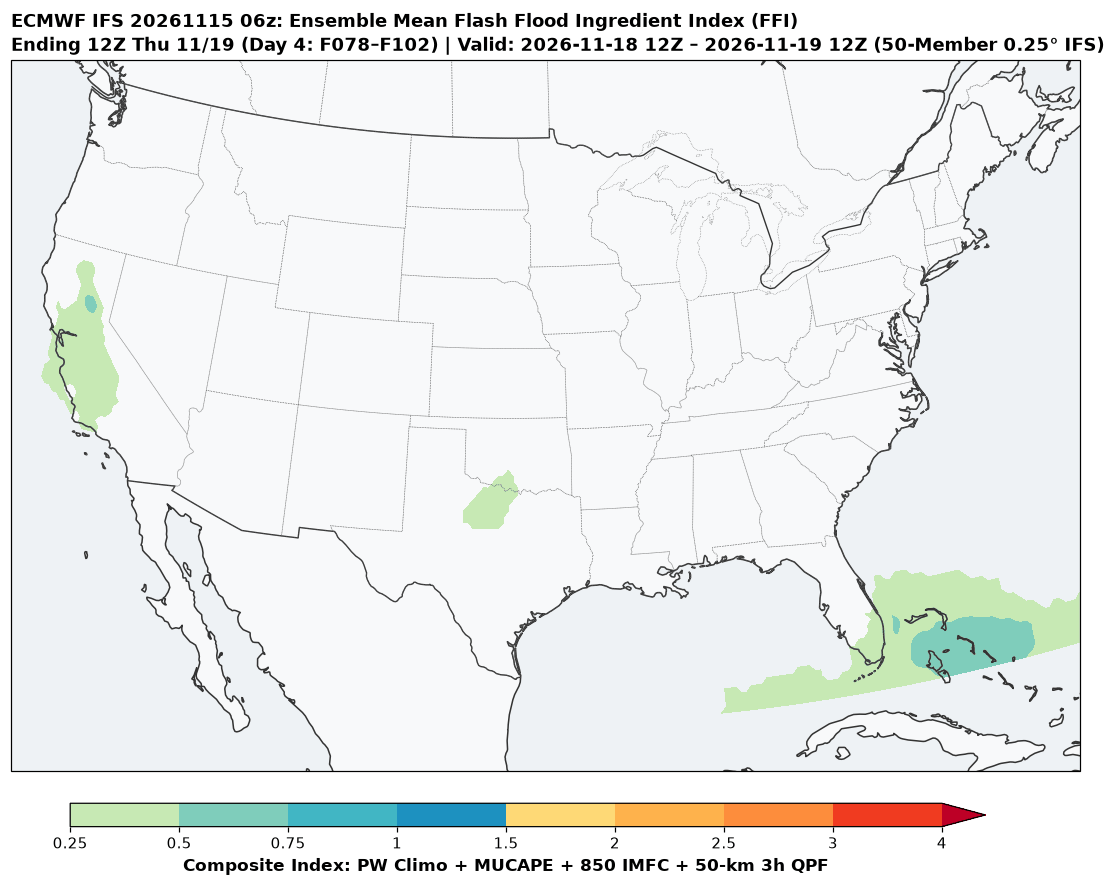 ECMWF IFS 20261115 06z: Ensemble Mean Flash Flood Ingredient Index (FFI)
Ending 12Z Thu 11/19 (Day 4: F078–F102) | Valid: 2026-11-18 12Z – 2026-11-19 12Z (50-Member 0.25° IFS)
0.25 0.5 0.75 1 1.5 2 2.5 3 4
Composite Index: PW Climo + MUCAPE + 850 IMFC + 50-km 3h QPF